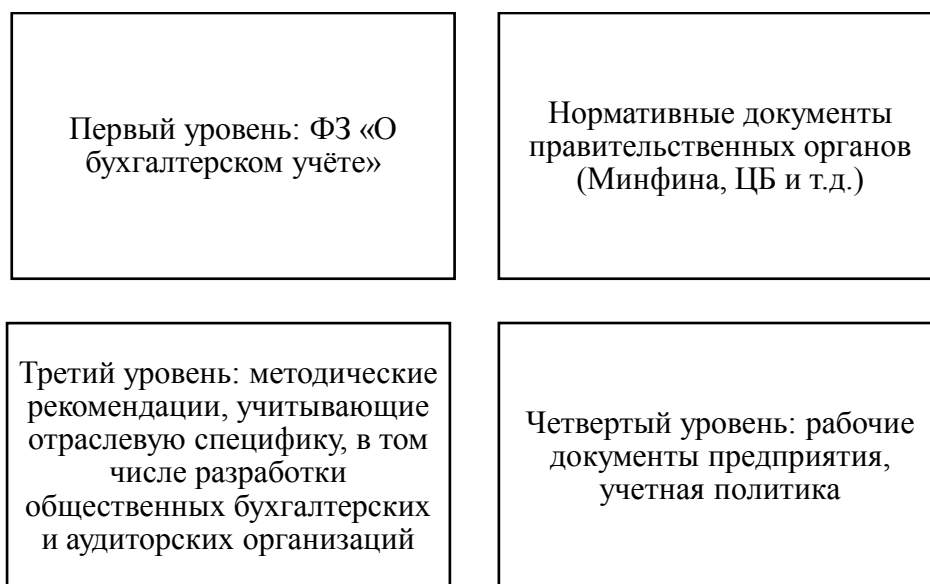 Первый уровень: ФЗ «О
бухгалтерском учёте»
Нормативные документы
правительственных органов
(Минфина, ЦБ и т.д.)
Третий уровень: методические
рекомендации, учитывающие
отраслевую специфику, в том
числе разработки
общественных бухгалтерских
и аудиторских организаций
Четвертый уровень: рабочие
документы предприятия,
учетная политика